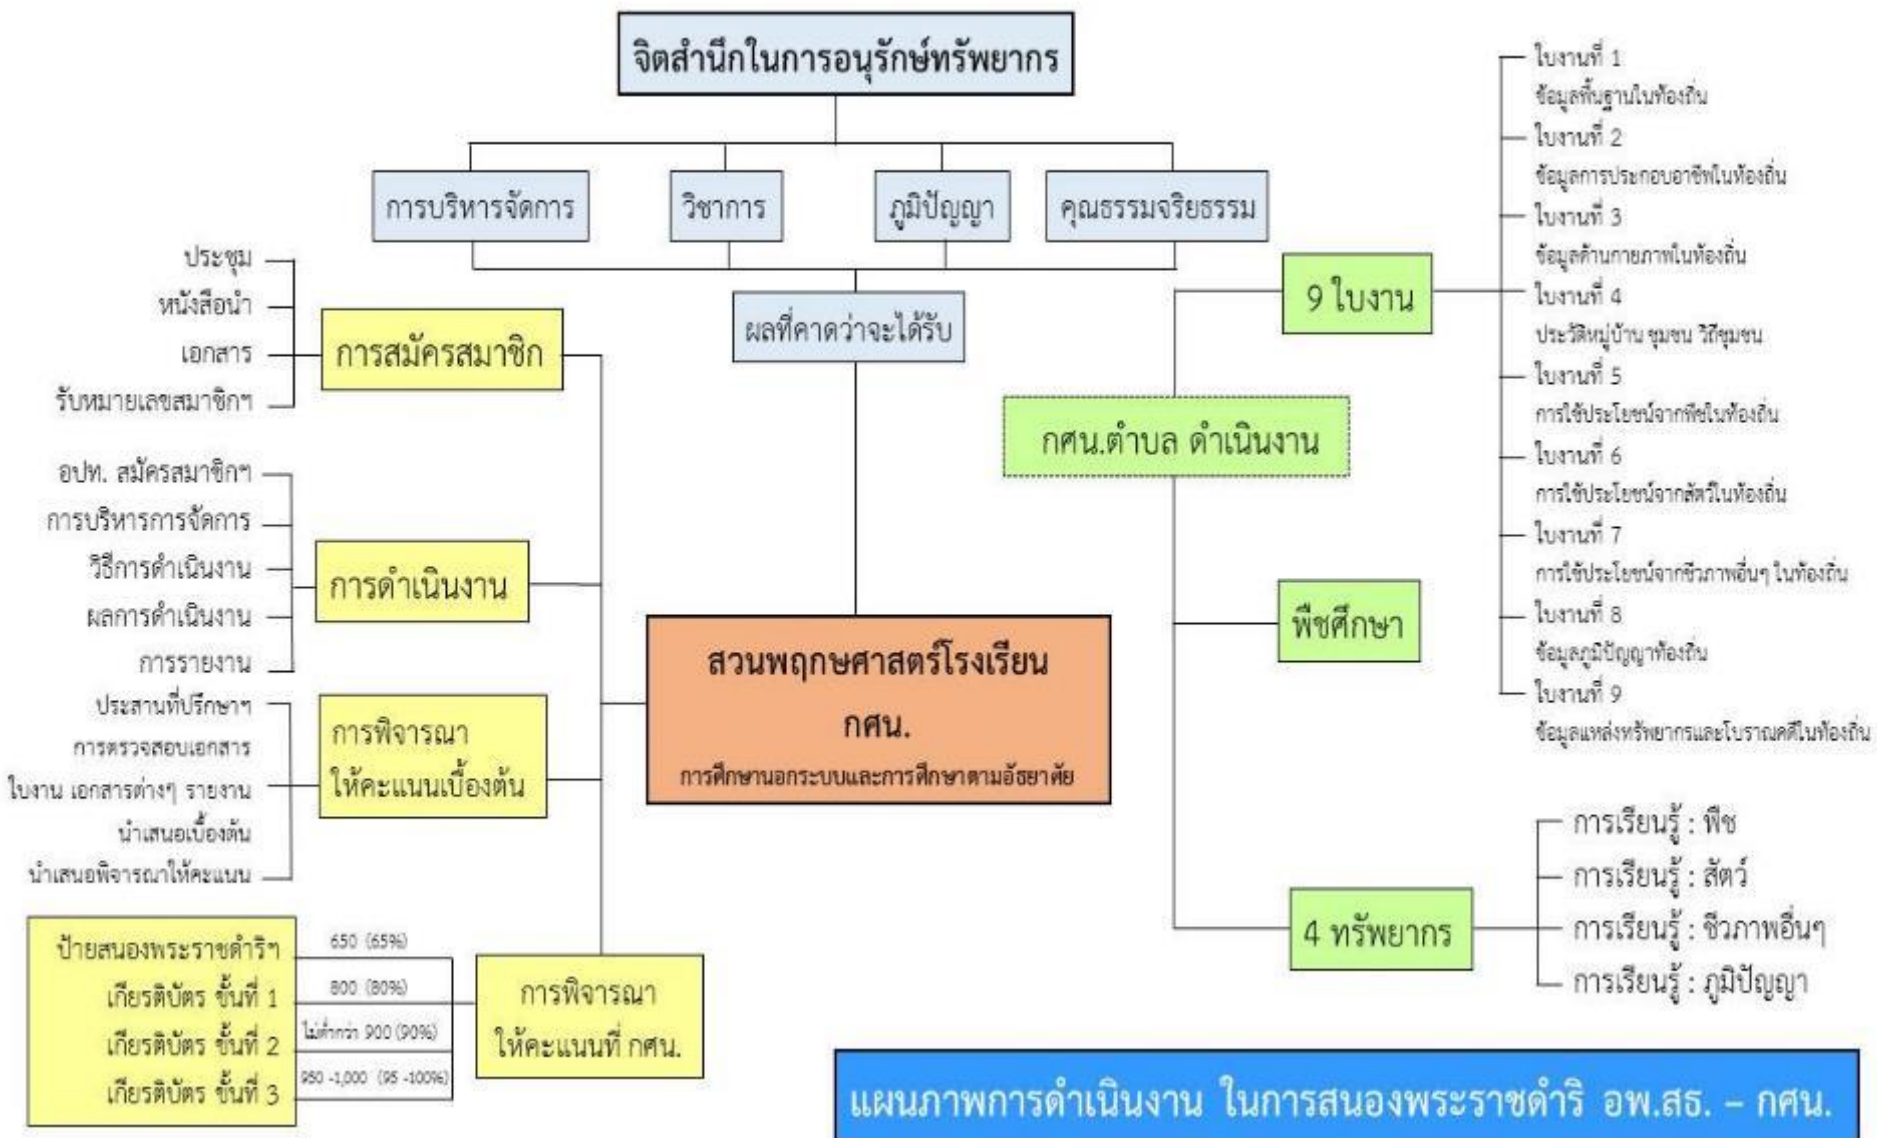 จิตสำนึกในการอนุรักษ์ทรัพยากร
การบริหารจัดการ
วิชาการ
ภูมิปัญญา
คุณธรรมจริยธรรม
ผลที่คาดว่าจะได้รับ
ประชุม
หนังสือนำ
เอกสาร
รับหมายเลขสมาชิกฯ
การสมัครสมาชิก
อปท. สมัครสมาชิกฯ
การบริหารการจัดการ
วิธีการดำเนินงาน
ผลการดำเนินงาน
การรายงาน
การดำเนินงาน
ประสานที่ปรึกษาฯ
การตรวจสอบเอกสาร
ใบงาน เอกสารต่างๆ รายงาน
นำเสนอเบื้องต้น
นำเสนอพิจารณาให้คะแนน
การพิจารณา
ให้คะแนนเบื้องต้น
ป้ายสนองพระราชดำริฯ
650 (65%)
เกียรติบัตร ขั้นที่ 1
800 (80%)
เกียรติบัตร ขั้นที่ 2
ไม่ต่ำกว่า 900 (90%)
เกียรติบัตร ขั้นที่ 3
950 -1,000 (95 -100%)
การพิจารณา
ให้คะแนนที่ กศน.
สวนพฤกษศาสตร์โรงเรียน
กศน.
การศึกษานอกระบบและการศึกษาตามอัธยาศัย
กศน.ตำบล ดำเนินงาน
9 ใบงาน
ใบงานที่ 1
ข้อมูลพื้นฐานในท้องถิ่น
ใบงานที่ 2
ข้อมูลการประกอบอาชีพในท้องถิ่น
ใบงานที่ 3
ข้อมูลด้านกายภาพในท้องถิ่น
ใบงานที่ 4
ประวัติหมู่บ้าน ชุมชน วิถีชุมชน
ใบงานที่ 5
การใช้ประโยชน์จากพืชในท้องถิ่น
ใบงานที่ 6
การใช้ประโยชน์จากสัตว์ในท้องถิ่น
ใบงานที่ 7
การใช้ประโยชน์จากชีวภาพอื่นๆ ในท้องถิ่น
ใบงานที่ 8
ข้อมูลภูมิปัญญาท้องถิ่น
ใบงานที่ 9
ข้อมูลแหล่งทรัพยากรและโบราณคดีในท้องถิ่น
พืชศึกษา
4 ทรัพยากร
การเรียนรู้ : พืช
การเรียนรู้ : สัตว์
การเรียนรู้ : ชีวภาพอื่นๆ
การเรียนรู้ : ภูมิปัญญา
แผนภาพการดำเนินงาน ในการสนองพระราชดำริ อพ.สธ. – กศน.